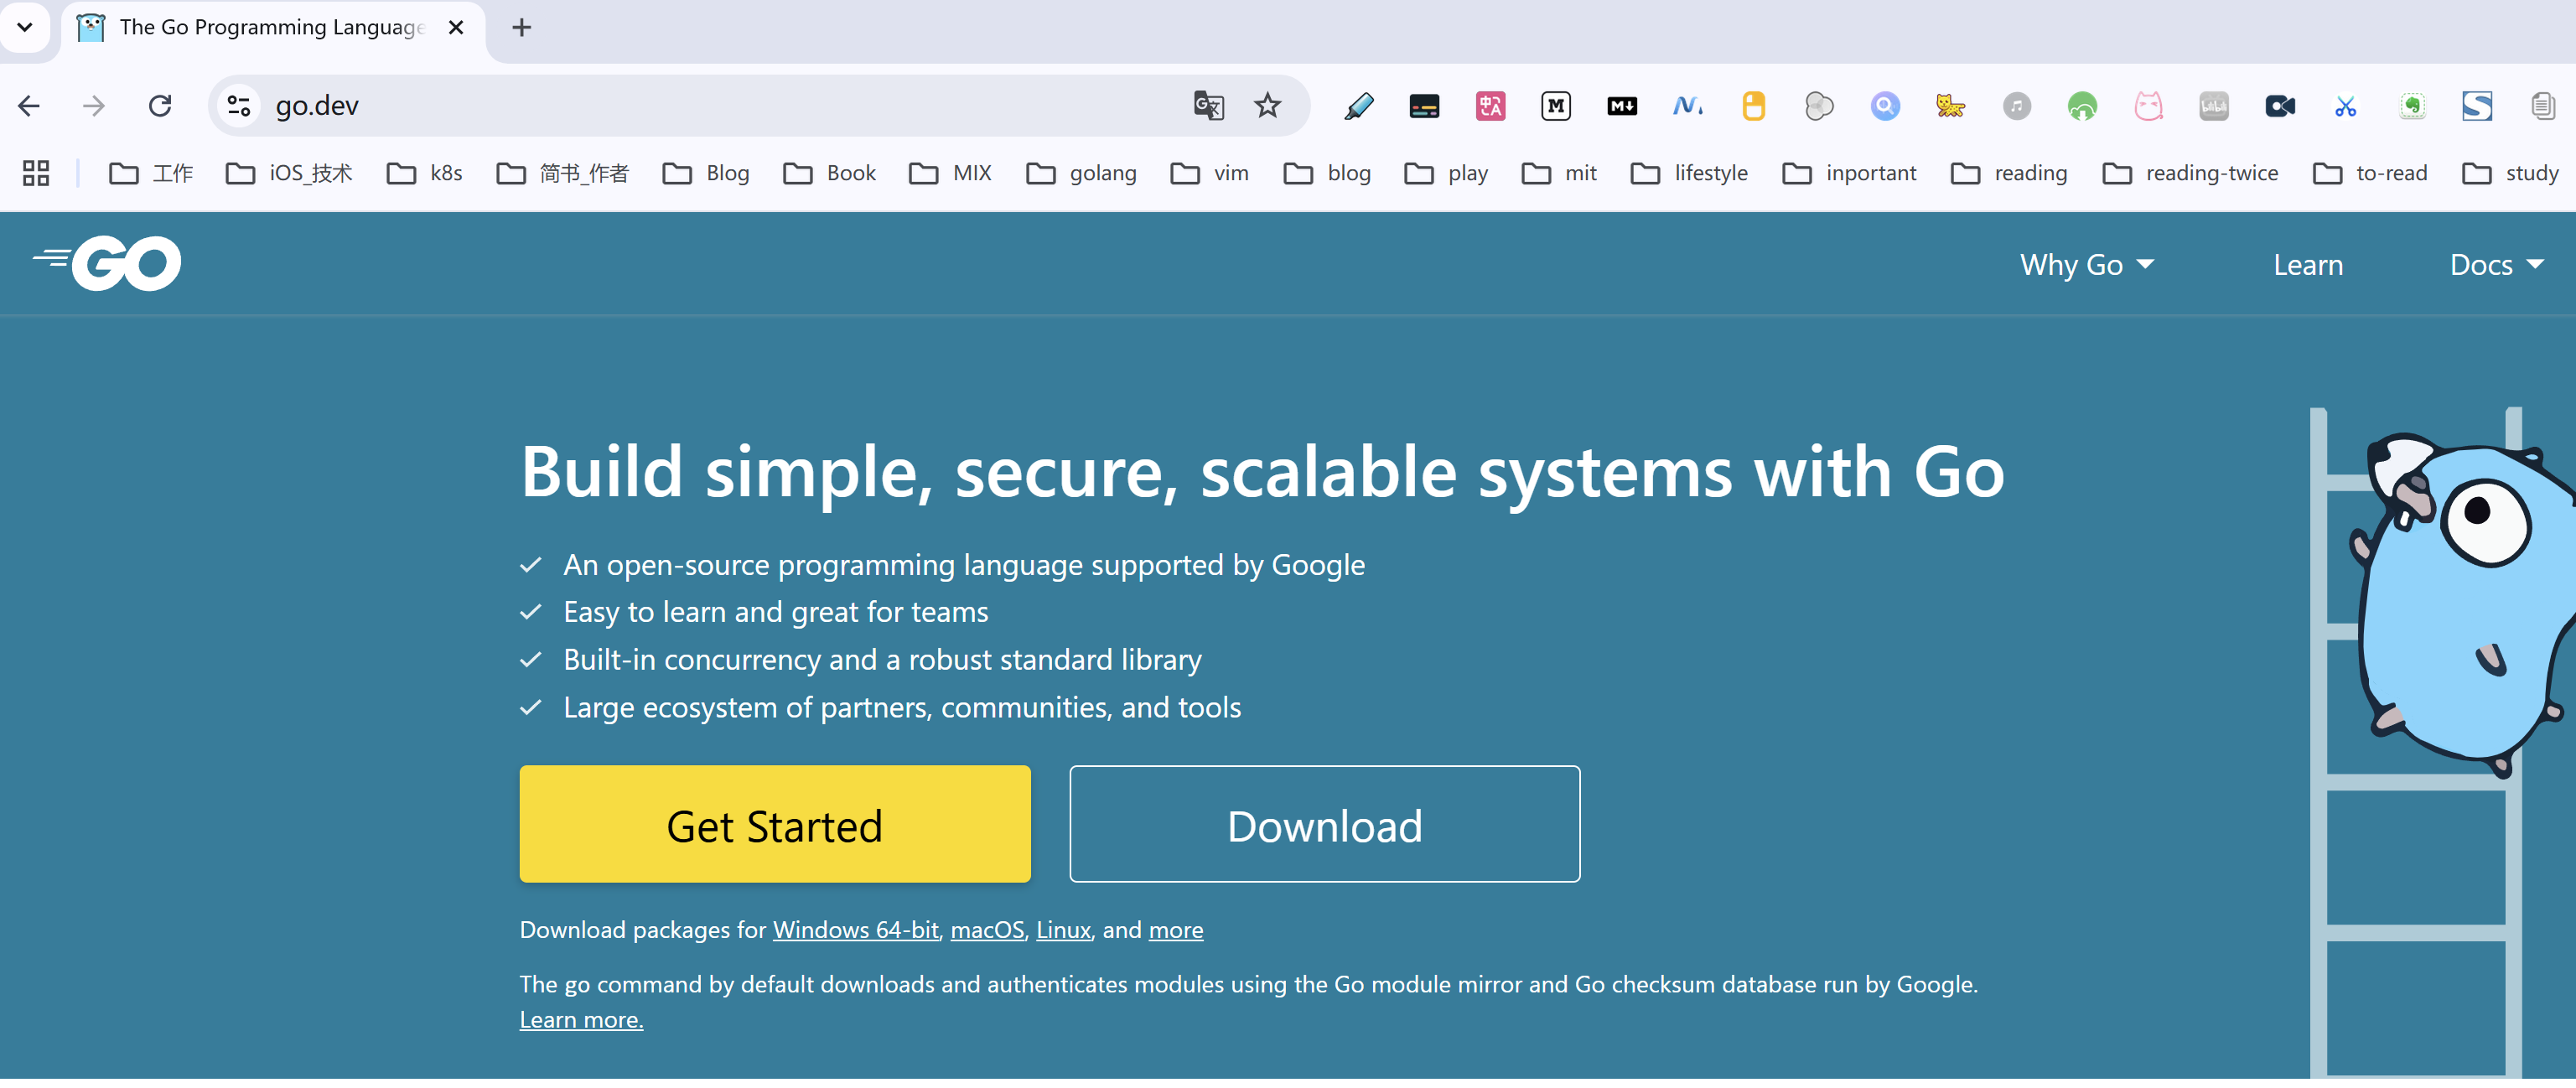 The Go Programming Language
go.dev
工作 iOS_技术 k8s 简书_作者 Blog Book MIX golang vim blog play mit lifestyle inportant reading reading-twice to-read study
GO Why Go Learn Docs
Build simple, secure, scalable systems with Go
An open-source programming language supported by Google
Easy to learn and great for teams
Built-in concurrency and a robust standard library
Large ecosystem of partners, communities, and tools
Get Started Download
Download packages for Windows 64-bit, macOS, Linux, and more
The go command by default downloads and authenticates modules using the Go module mirror and Go checksum database run by Google.
Learn more.